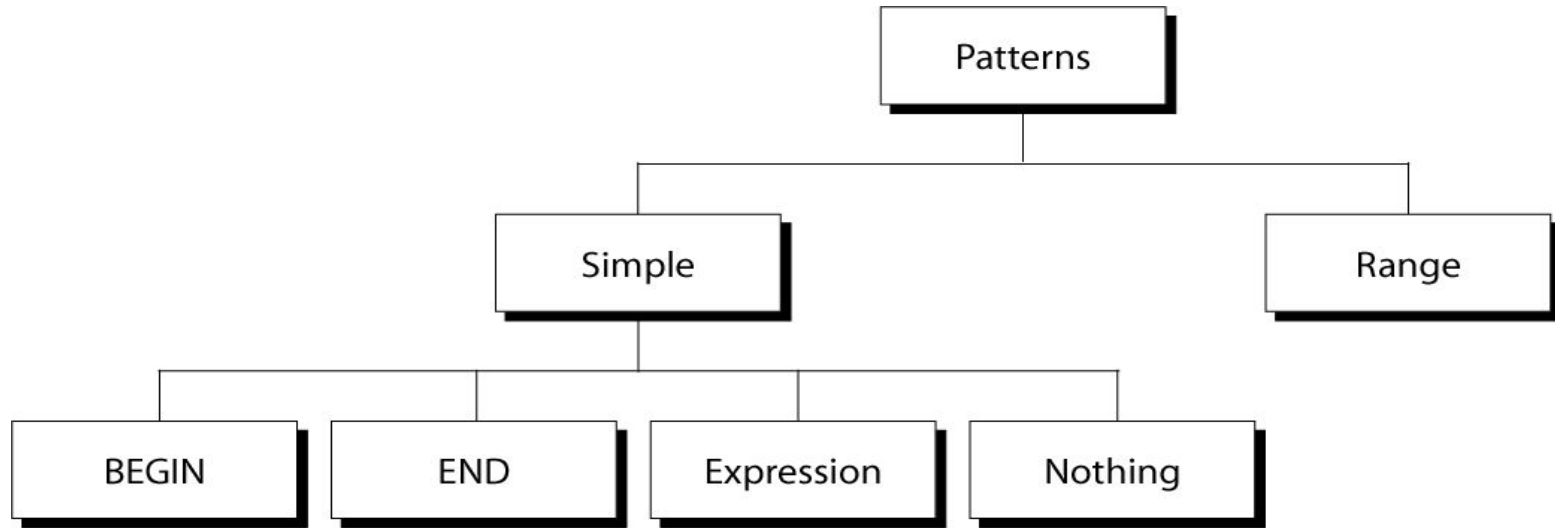 Patterns
Simple
Range
BEGIN
END
Expression
Nothing